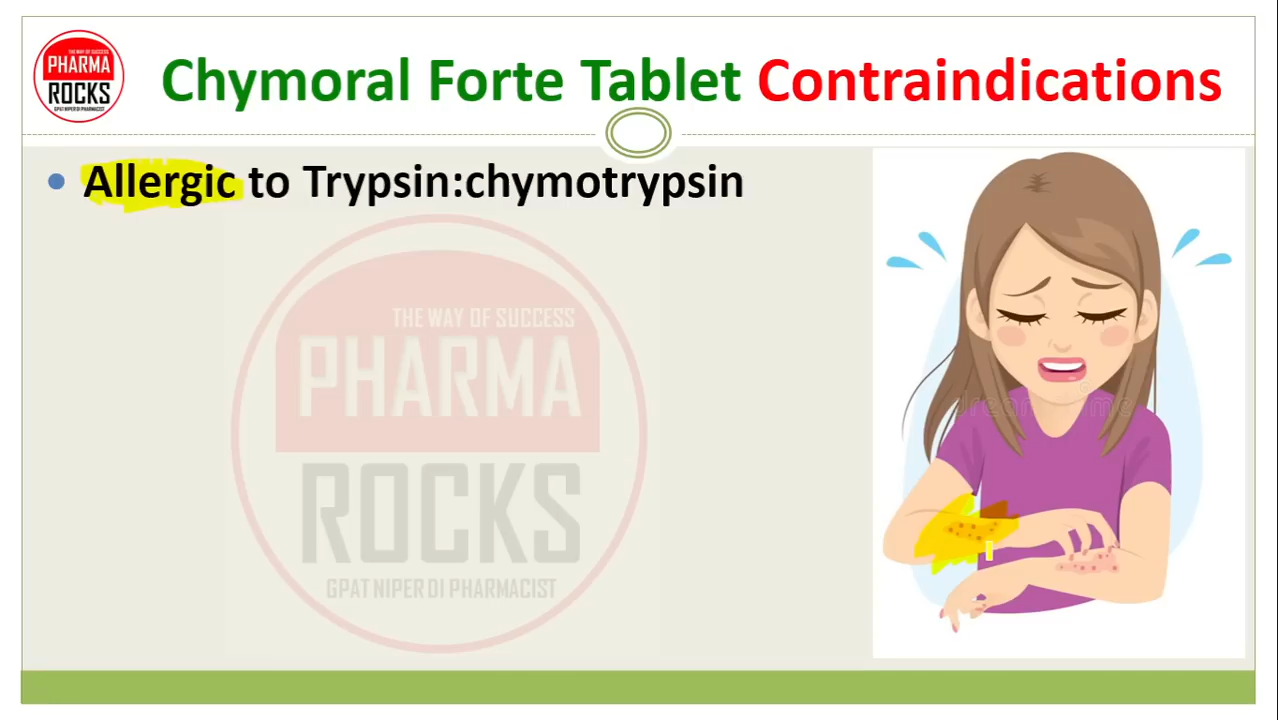 THE WAY OF SUCCESS
PHARMA
ROCKS
GPAT NIPER DI PHARMACIST
Chymoral Forte Tablet Contraindications
Allergic to Trypsin:chymotrypsin
THE WAY OF SUCCESS
PHARMA
ROCKS
GPAT NIPER DI PHARMACIST